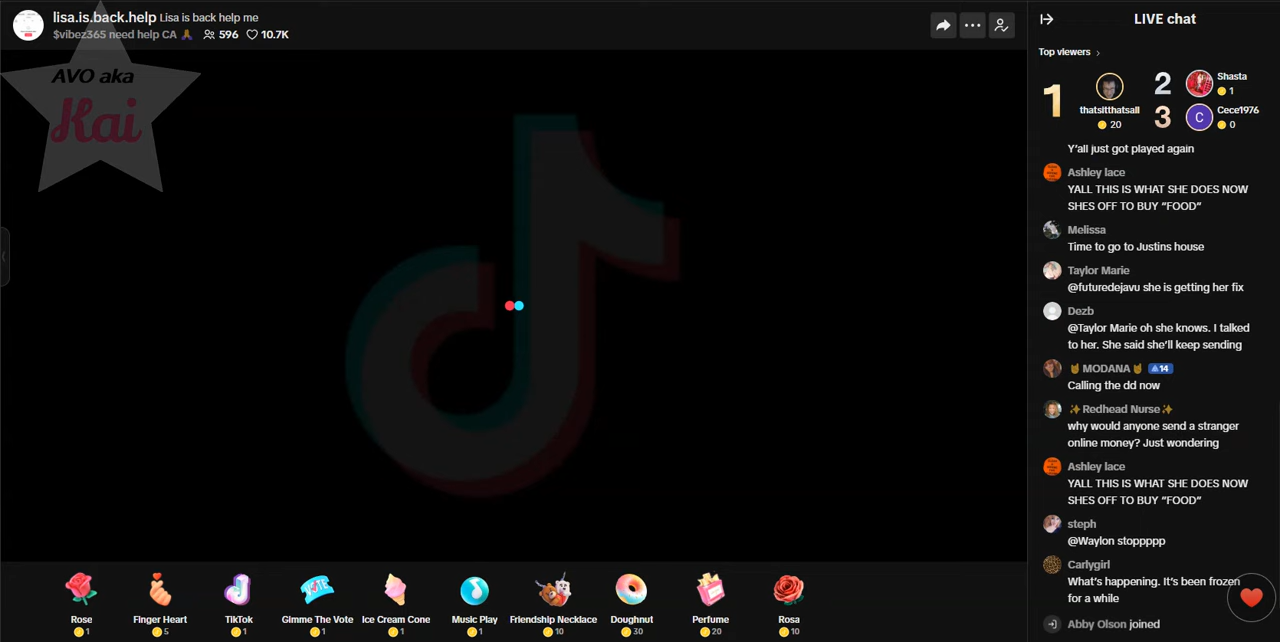 lisa.is.back.help Lisa is back help me
$vibez365 need help CA 🙏 596 10.7K
AVO aka
Kai
LIVE chat
Top viewers >
1
thatsitthatsall
20
2 Shasta
1
3 C Cece1976
0
Y'all just got played again
Ashley lace
YALL THIS IS WHAT SHE DOES NOW
SHES OFF TO BUY “FOOD”
Melissa
Time to go to Justins house
Taylor Marie
@futuredejavu she is getting her fix
Dezb
@Taylor Marie oh she knows. I talked
to her. She said she’ll keep sending
🤘MODANA🤘 14
Calling the dd now
✨Redhead Nurse✨
why would anyone send a stranger
online money? Just wondering
Ashley lace
YALL THIS IS WHAT SHE DOES NOW
SHES OFF TO BUY “FOOD”
steph
@Waylon stoppppp
Carlygirl
What’s happening. It’s been frozen
for a while
Abby Olson joined
Rose Finger Heart TikTok Gimme The Vote Ice Cream Cone Music Play Friendship Necklace Doughnut Perfume Rosa
1 5 1 1 1 1 10 30 20 10